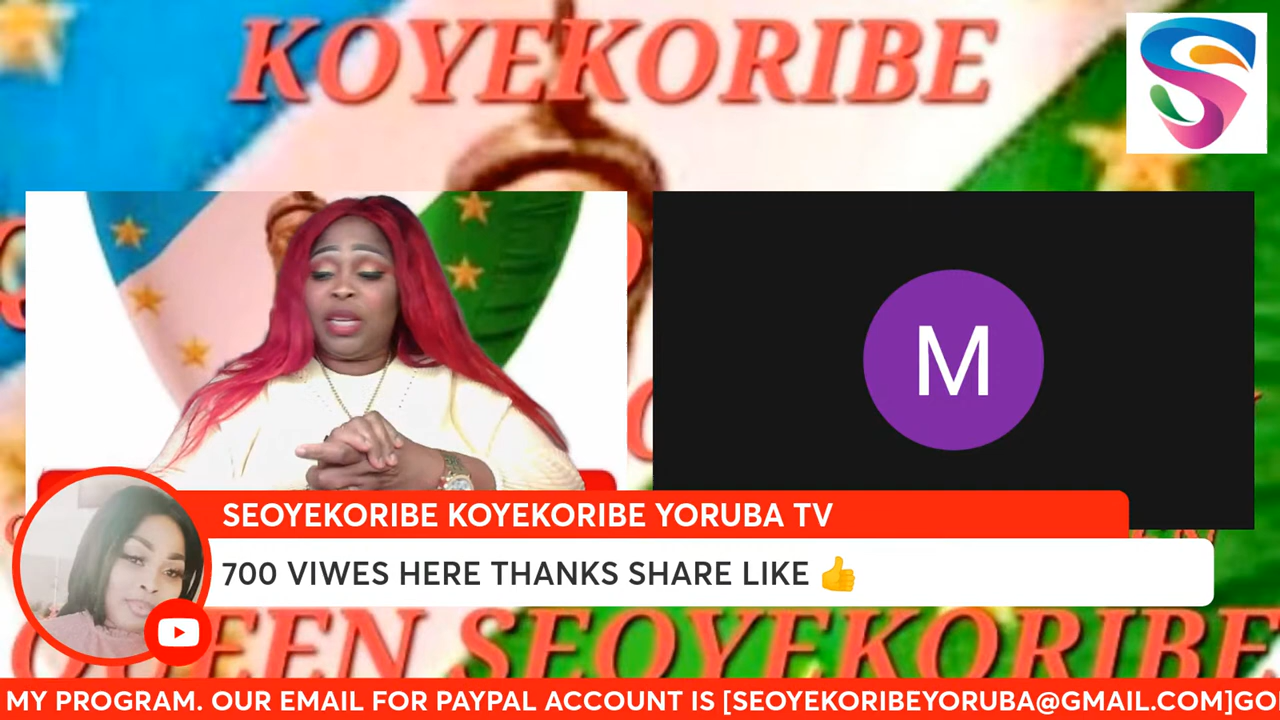 KOYEKORIBE
M
SEOYEKORIBE KOYEKORIBE YORUBA TV
700 VIWES HERE THANKS SHARE LIKE 👍
QUEEN SEOYEKORIBE
MY PROGRAM. OUR EMAIL FOR PAYPAL ACCOUNT IS [SEOYEKORIBEYORUBA@GMAIL.COM]GO